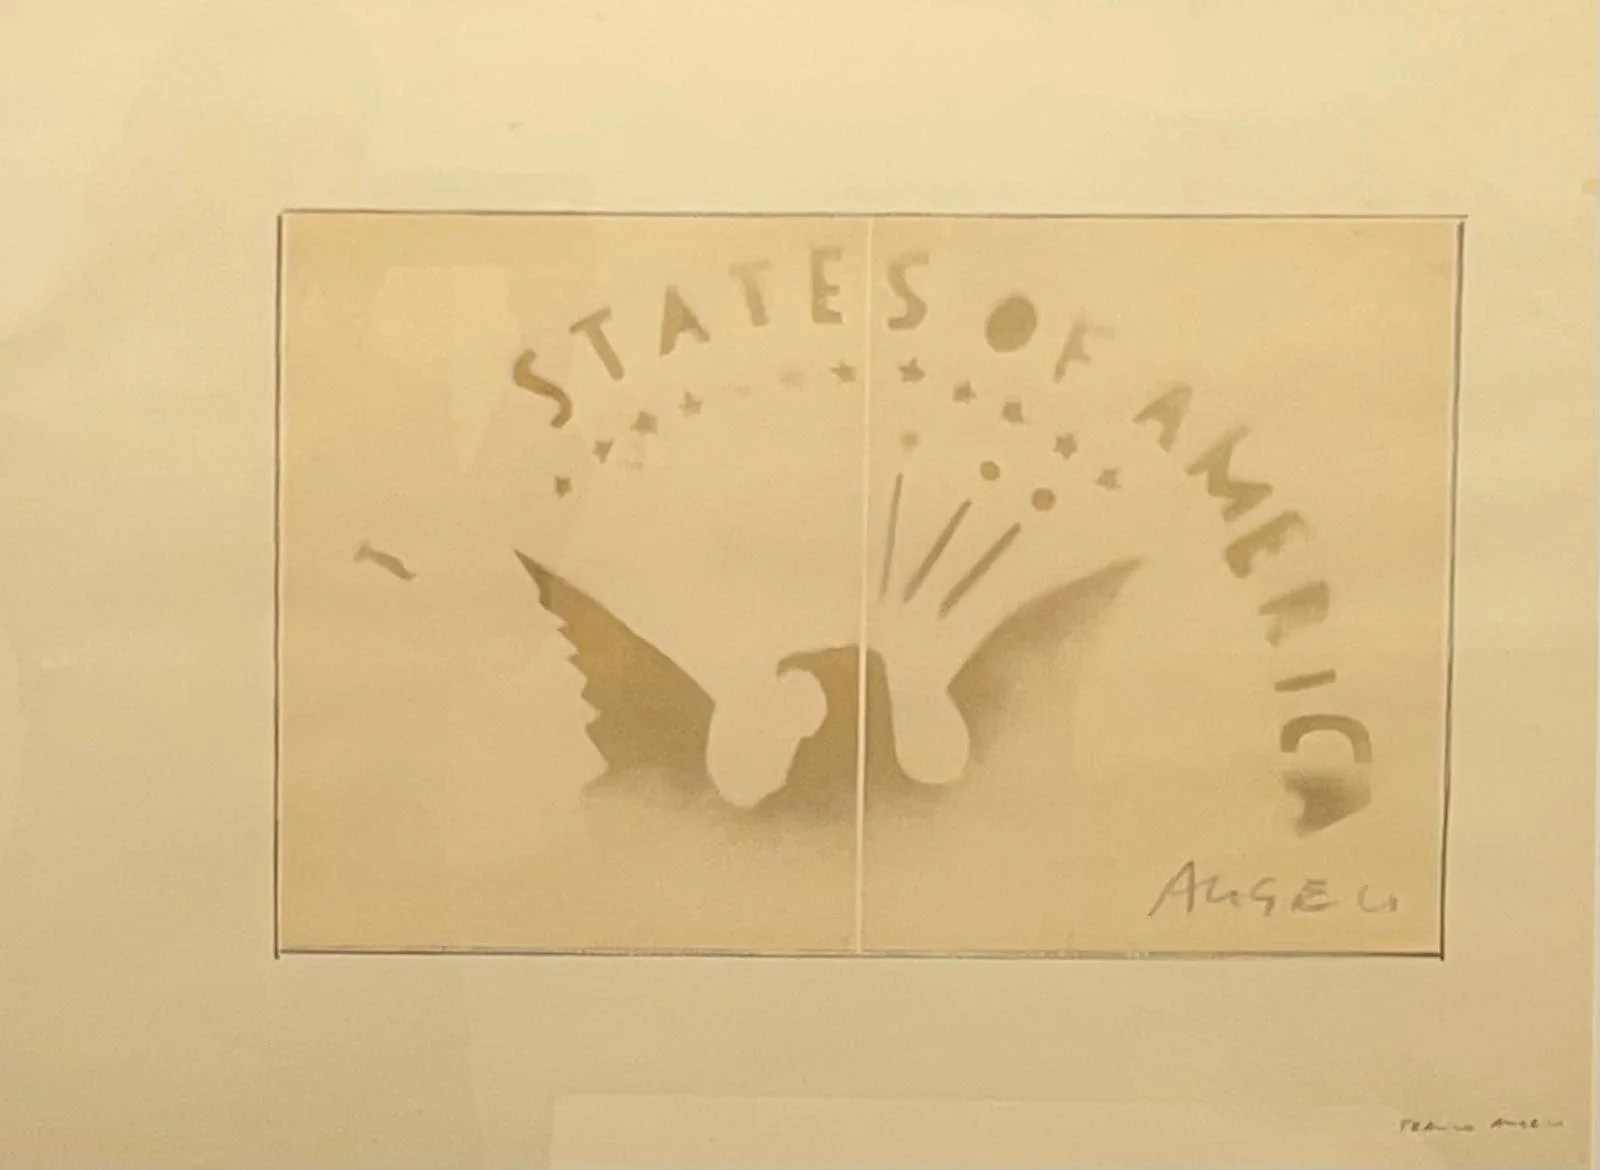 STATES OF AMERICA
ANGELI
FRANCO ANGELI